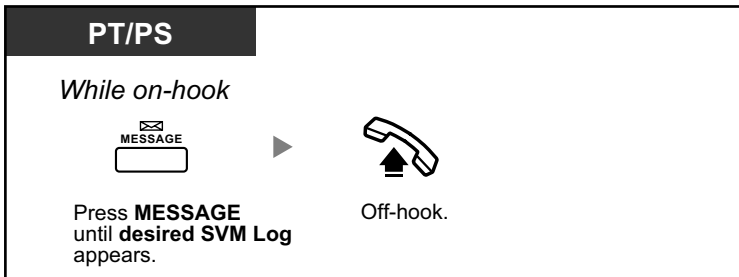 PT/PS
While on-hook
MESSAGE
Press MESSAGE
until desired SVM Log
appears.
Off-hook.